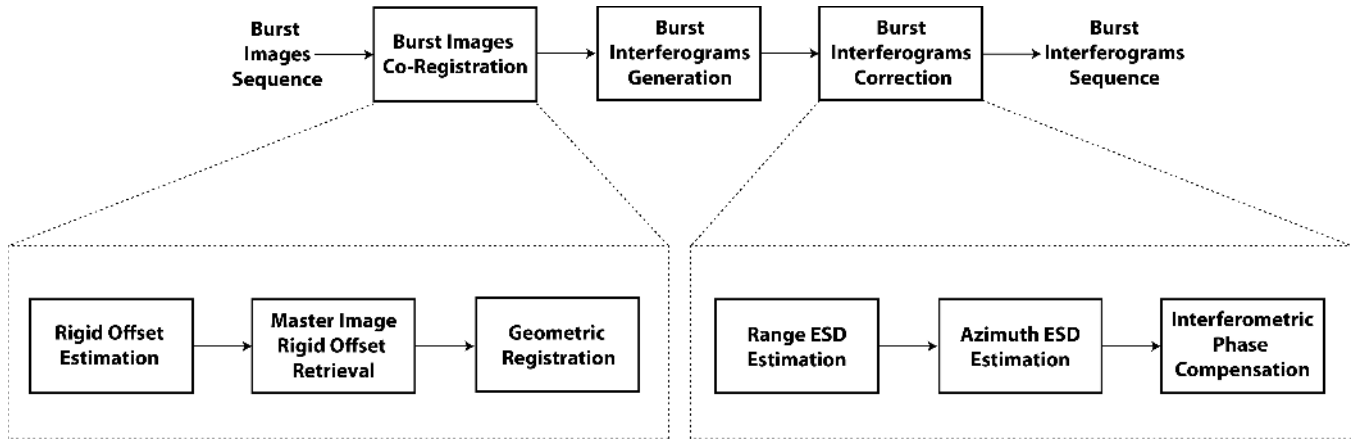 Burst
Images
Sequence
Burst Images
Co-Registration
Burst
Interferograms
Generation
Burst
Interferograms
Correction
Burst
Interferograms
Sequence
Rigid Offset
Estimation
Master Image
Rigid Offset
Retrieval
Geometric
Registration
Range ESD
Estimation
Azimuth ESD
Estimation
Interferometric
Phase
Compensation